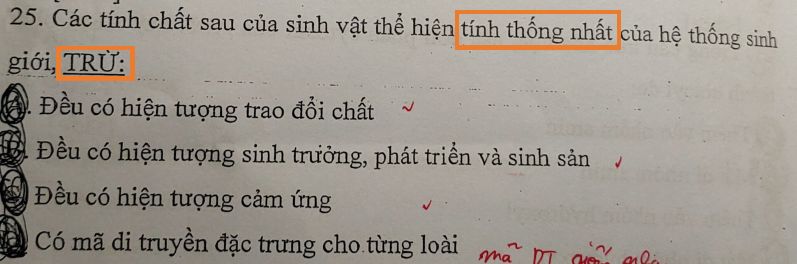 25. Các tính chất sau của sinh vật thể hiện tính thống nhất của hệ thống sinh
giới, TRỪ:
A. Đều có hiện tượng trao đổi chất
B. Đều có hiện tượng sinh trưởng, phát triển và sinh sản
Đều có hiện tượng cảm ứng
Có mã di truyền đặc trưng cho từng loài mã DT